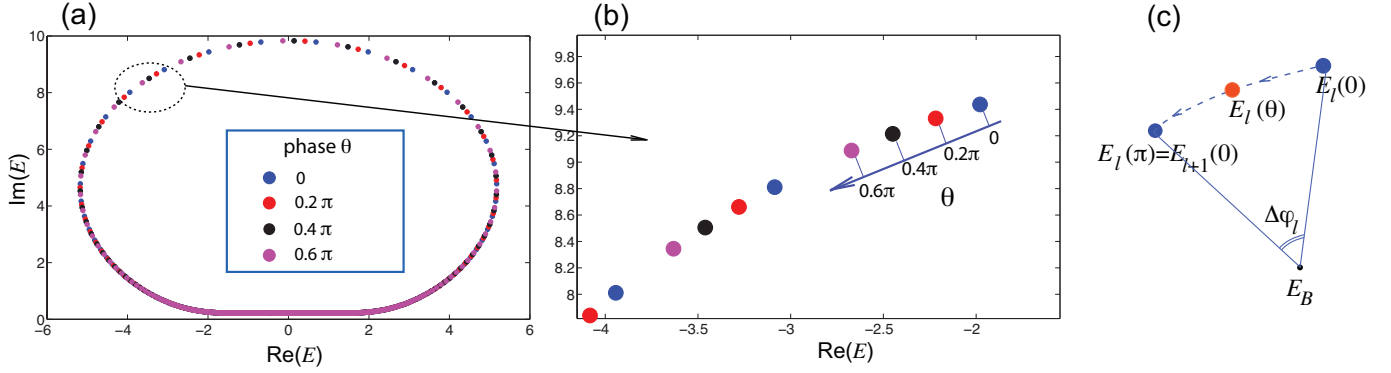 (a)
10
8
6
4
2
0
Im(E)
phase θ
0
0.2 π
0.4 π
0.6 π
−6
−4
−2
0
2
4
6
Re(E)
(b)
9.8
9.6
9.4
9.2
9
8.8
8.6
8.4
8.2
8
0
0.2π
0.4π
0.6π
θ
−4
−3.5
−3
−2.5
−2
Re(E)
(c)
E_l(0)
E_l(θ)
E_l(π)=E_{l+1}(0)
Δφ_l
E_B